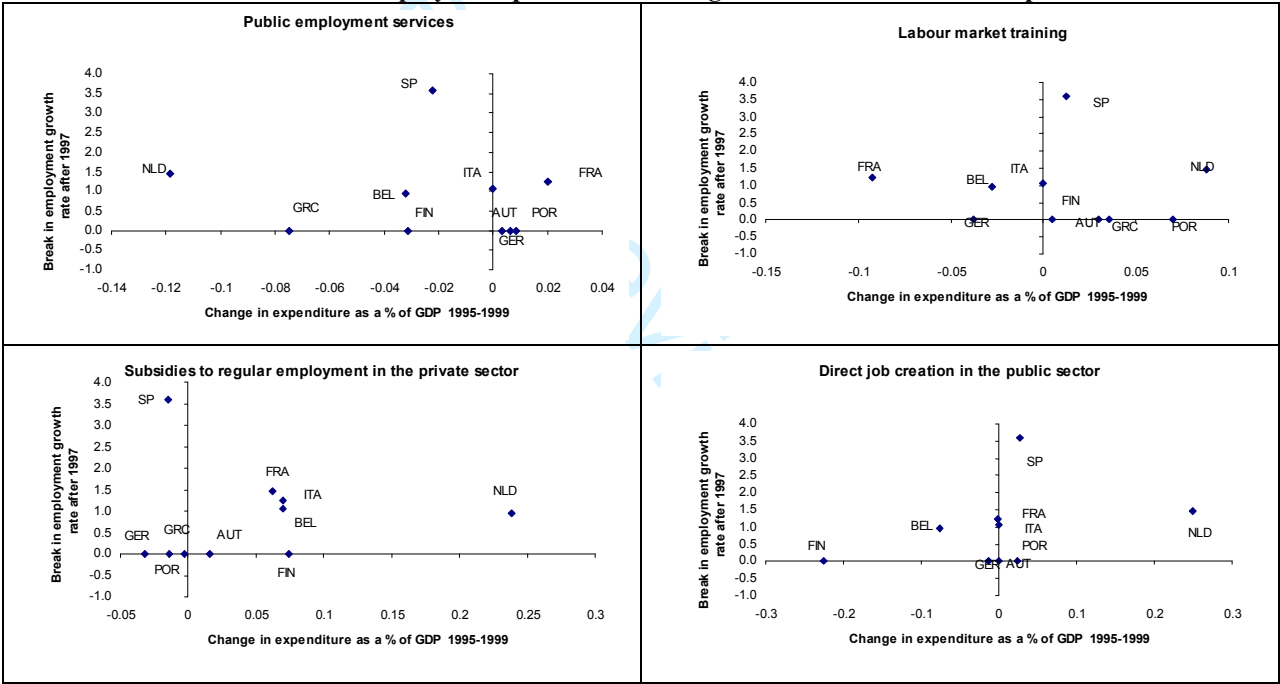 Public employment services
4.0
3.5
3.0
2.5
2.0
1.5
1.0
0.5
0.0
-0.5
-1.0
Break in employment growth
rate after 1997
SP
NLD
ITA
FRA
BEL
GRC
FIN
AUT
POR
GER
-0.14 -0.12 -0.1 -0.08 -0.06 -0.04 -0.02 0 0.02 0.04
Change in expenditure as a % of GDP 1995-1999
Labour market training
4.0
3.5
3.0
2.5
2.0
1.5
1.0
0.5
0.0
-0.5
-1.0
Break in employment growth
rate after 1997
SP
FRA
ITA
NLD
BEL
FIN
GER
AUT
GRC
POR
-0.15 -0.1 -0.05 0 0.05 0.1
Change in expenditure as a % of GDP 1995-1999
Subsidies to regular employment in the private sector
4.0
3.5
3.0
2.5
2.0
1.5
1.0
0.5
0.0
-0.5
-1.0
Break in employment growth
rate after 1997
SP
FRA
ITA
NLD
BEL
GER
GRC
AUT
POR
FIN
-0.05 0 0.05 0.1 0.15 0.2 0.25 0.3
Change in expenditure as a % of GDP 1995-1999
Direct job creation in the public sector
4.0
3.5
3.0
2.5
2.0
1.5
1.0
0.5
0.0
-0.5
-1.0
Break in employment growth
rate after 1997
SP
FRA
BEL
ITA
NLD
FIN
POR
GER
AUT
-0.3 -0.2 -0.1 0 0.1 0.2 0.3
Change in expenditure as a % of GDP 1995-1999